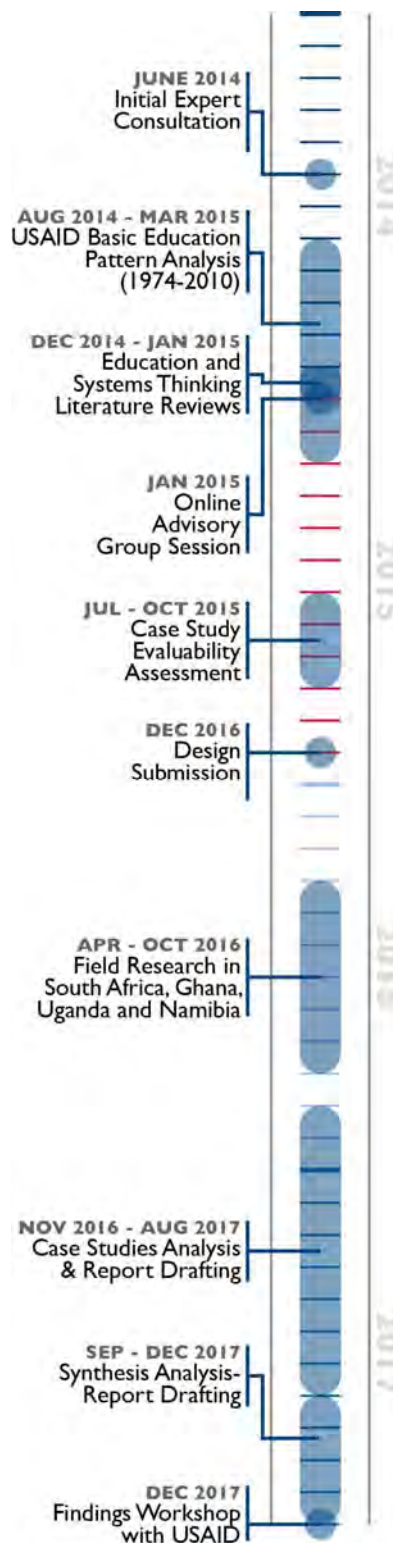 JUNE 2014
Initial Expert
Consultation
2014
AUG 2014 - MAR 2015
USAID Basic Education
Pattern Analysis
(1974-2010)
DEC 2014 - JAN 2015
Education and
Systems Thinking
Literature Reviews
JAN 2015
Online
Advisory
Group Session
2015
JUL - OCT 2015
Case Study
Evaluability
Assessment
DEC 2016
Design
Submission
APR - OCT 2016
Field Research in
South Africa, Ghana,
Uganda and Namibia
2016
NOV 2016 - AUG 2017
Case Studies Analysis
& Report Drafting
SEP - DEC 2017
Synthesis Analysis-
Report Drafting
2017
DEC 2017
Findings Workshop
with USAID